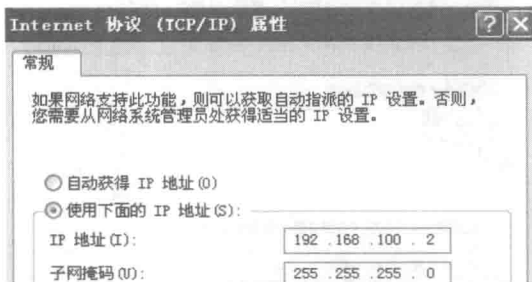 Internet 协议 (TCP/IP) 属性
常规
如果网络支持此功能，则可以获取自动指派的 IP 设置。否则，
您需要从网络系统管理员处获得适当的 IP 设置。
自动获得 IP 地址(O)
使用下面的 IP 地址(S):
IP 地址(I): 192 .168 .100 . 2
子网掩码(U): 255 .255 .255 . 0